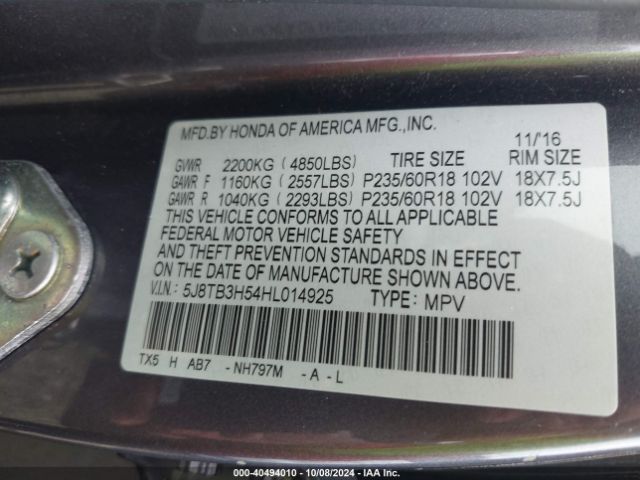 MFD.BY HONDA OF AMERICA MFG.,INC.
11/'16
GVWR 2200KG (4850LBS) TIRE SIZE RIM SIZE
GAWR F 1160KG (2557LBS) P235/60R18 102V 18X7.5J
GAWR R 1040KG (2293LBS) P235/60R18 102V 18X7.5J
THIS VEHICLE CONFORMS TO ALL APPLICABLE
FEDERAL MOTOR VEHICLE SAFETY
AND THEFT PREVENTION STANDARDS IN EFFECT
ON THE DATE OF MANUFACTURE SHOWN ABOVE.
V.I.N.: 5J8TB3H54HL014925 TYPE: MPV
TX5 H AB7 - NH797M - A - L
000-40494010 - 10/08/2024 - IAA Inc.